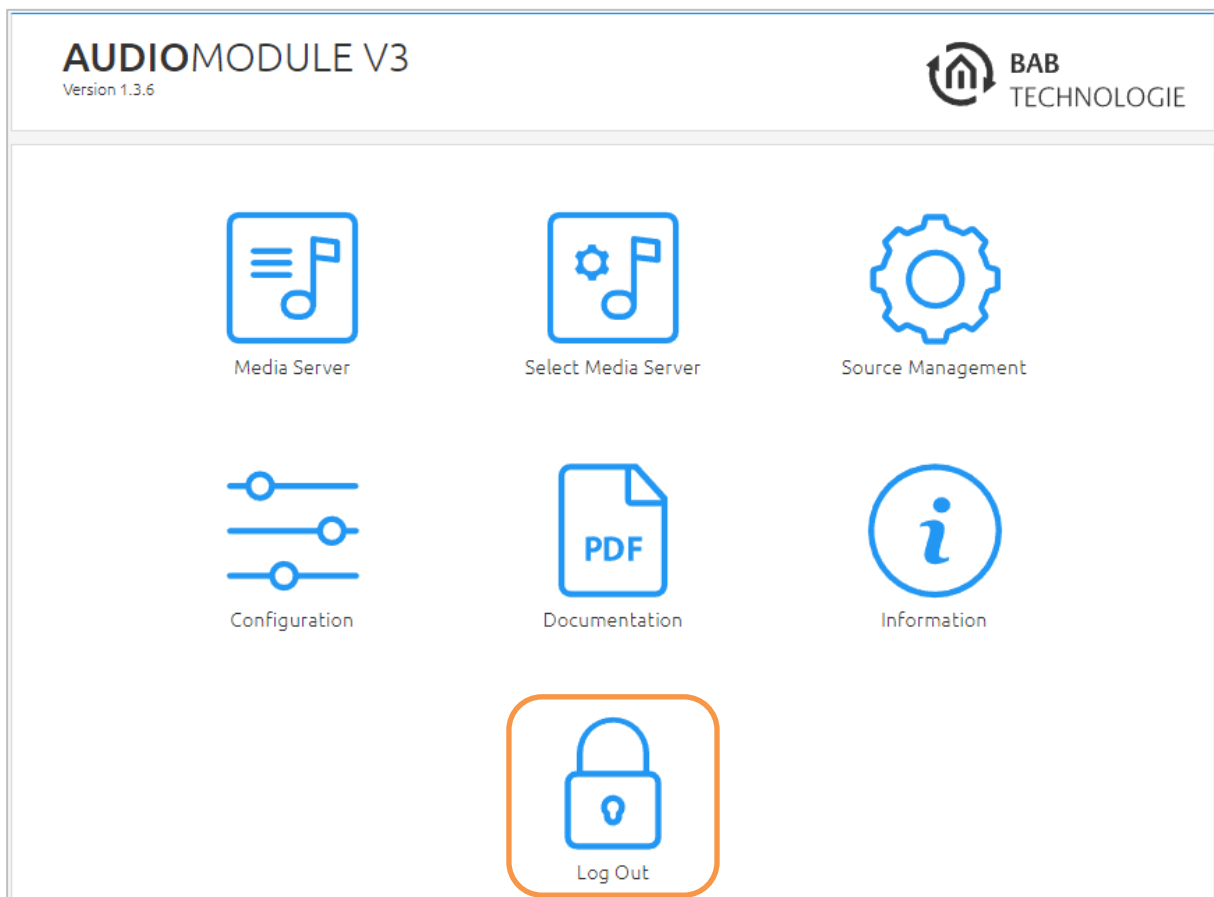 AUDIOMODULE V3
Version 1.3.6
BAB
TECHNOLOGIE
Media Server
Select Media Server
Source Management
PDF
i
Configuration
Documentation
Information
Log Out